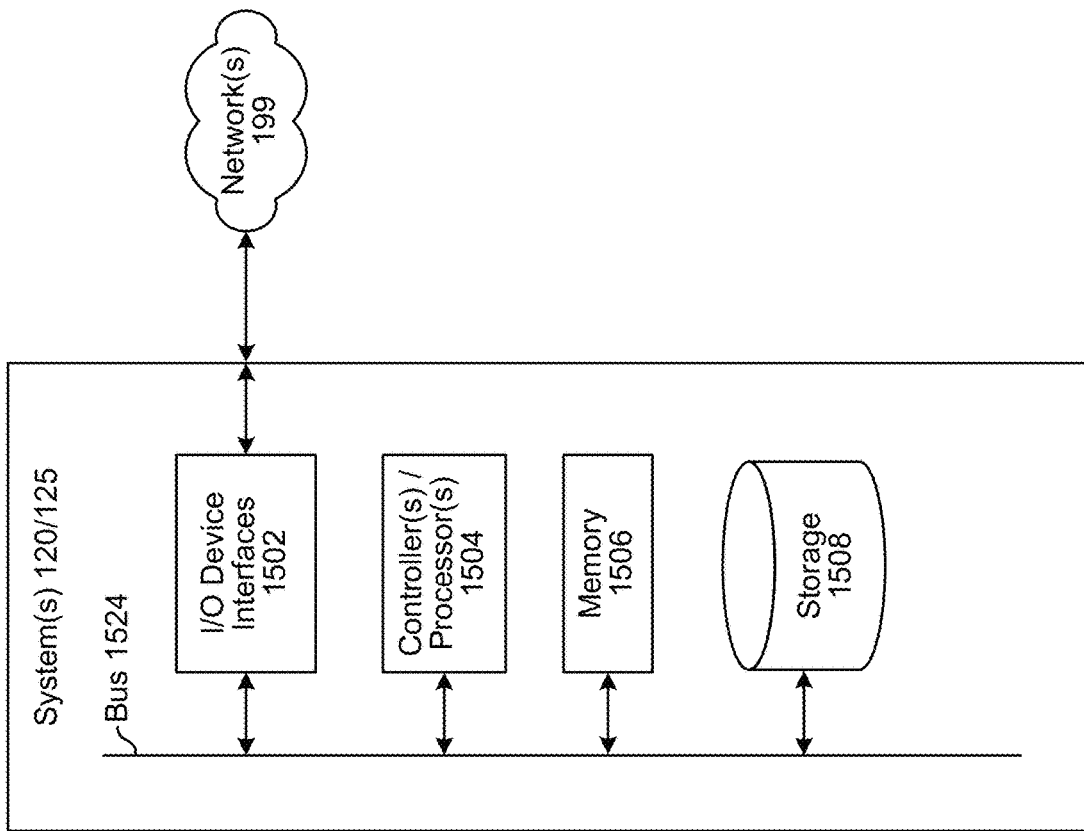 System(s) 120/125
Bus 1524
I/O Device
Interfaces
1502
Controller(s) /
Processor(s)
1504
Memory
1506
Storage
1508
Network(s)
199